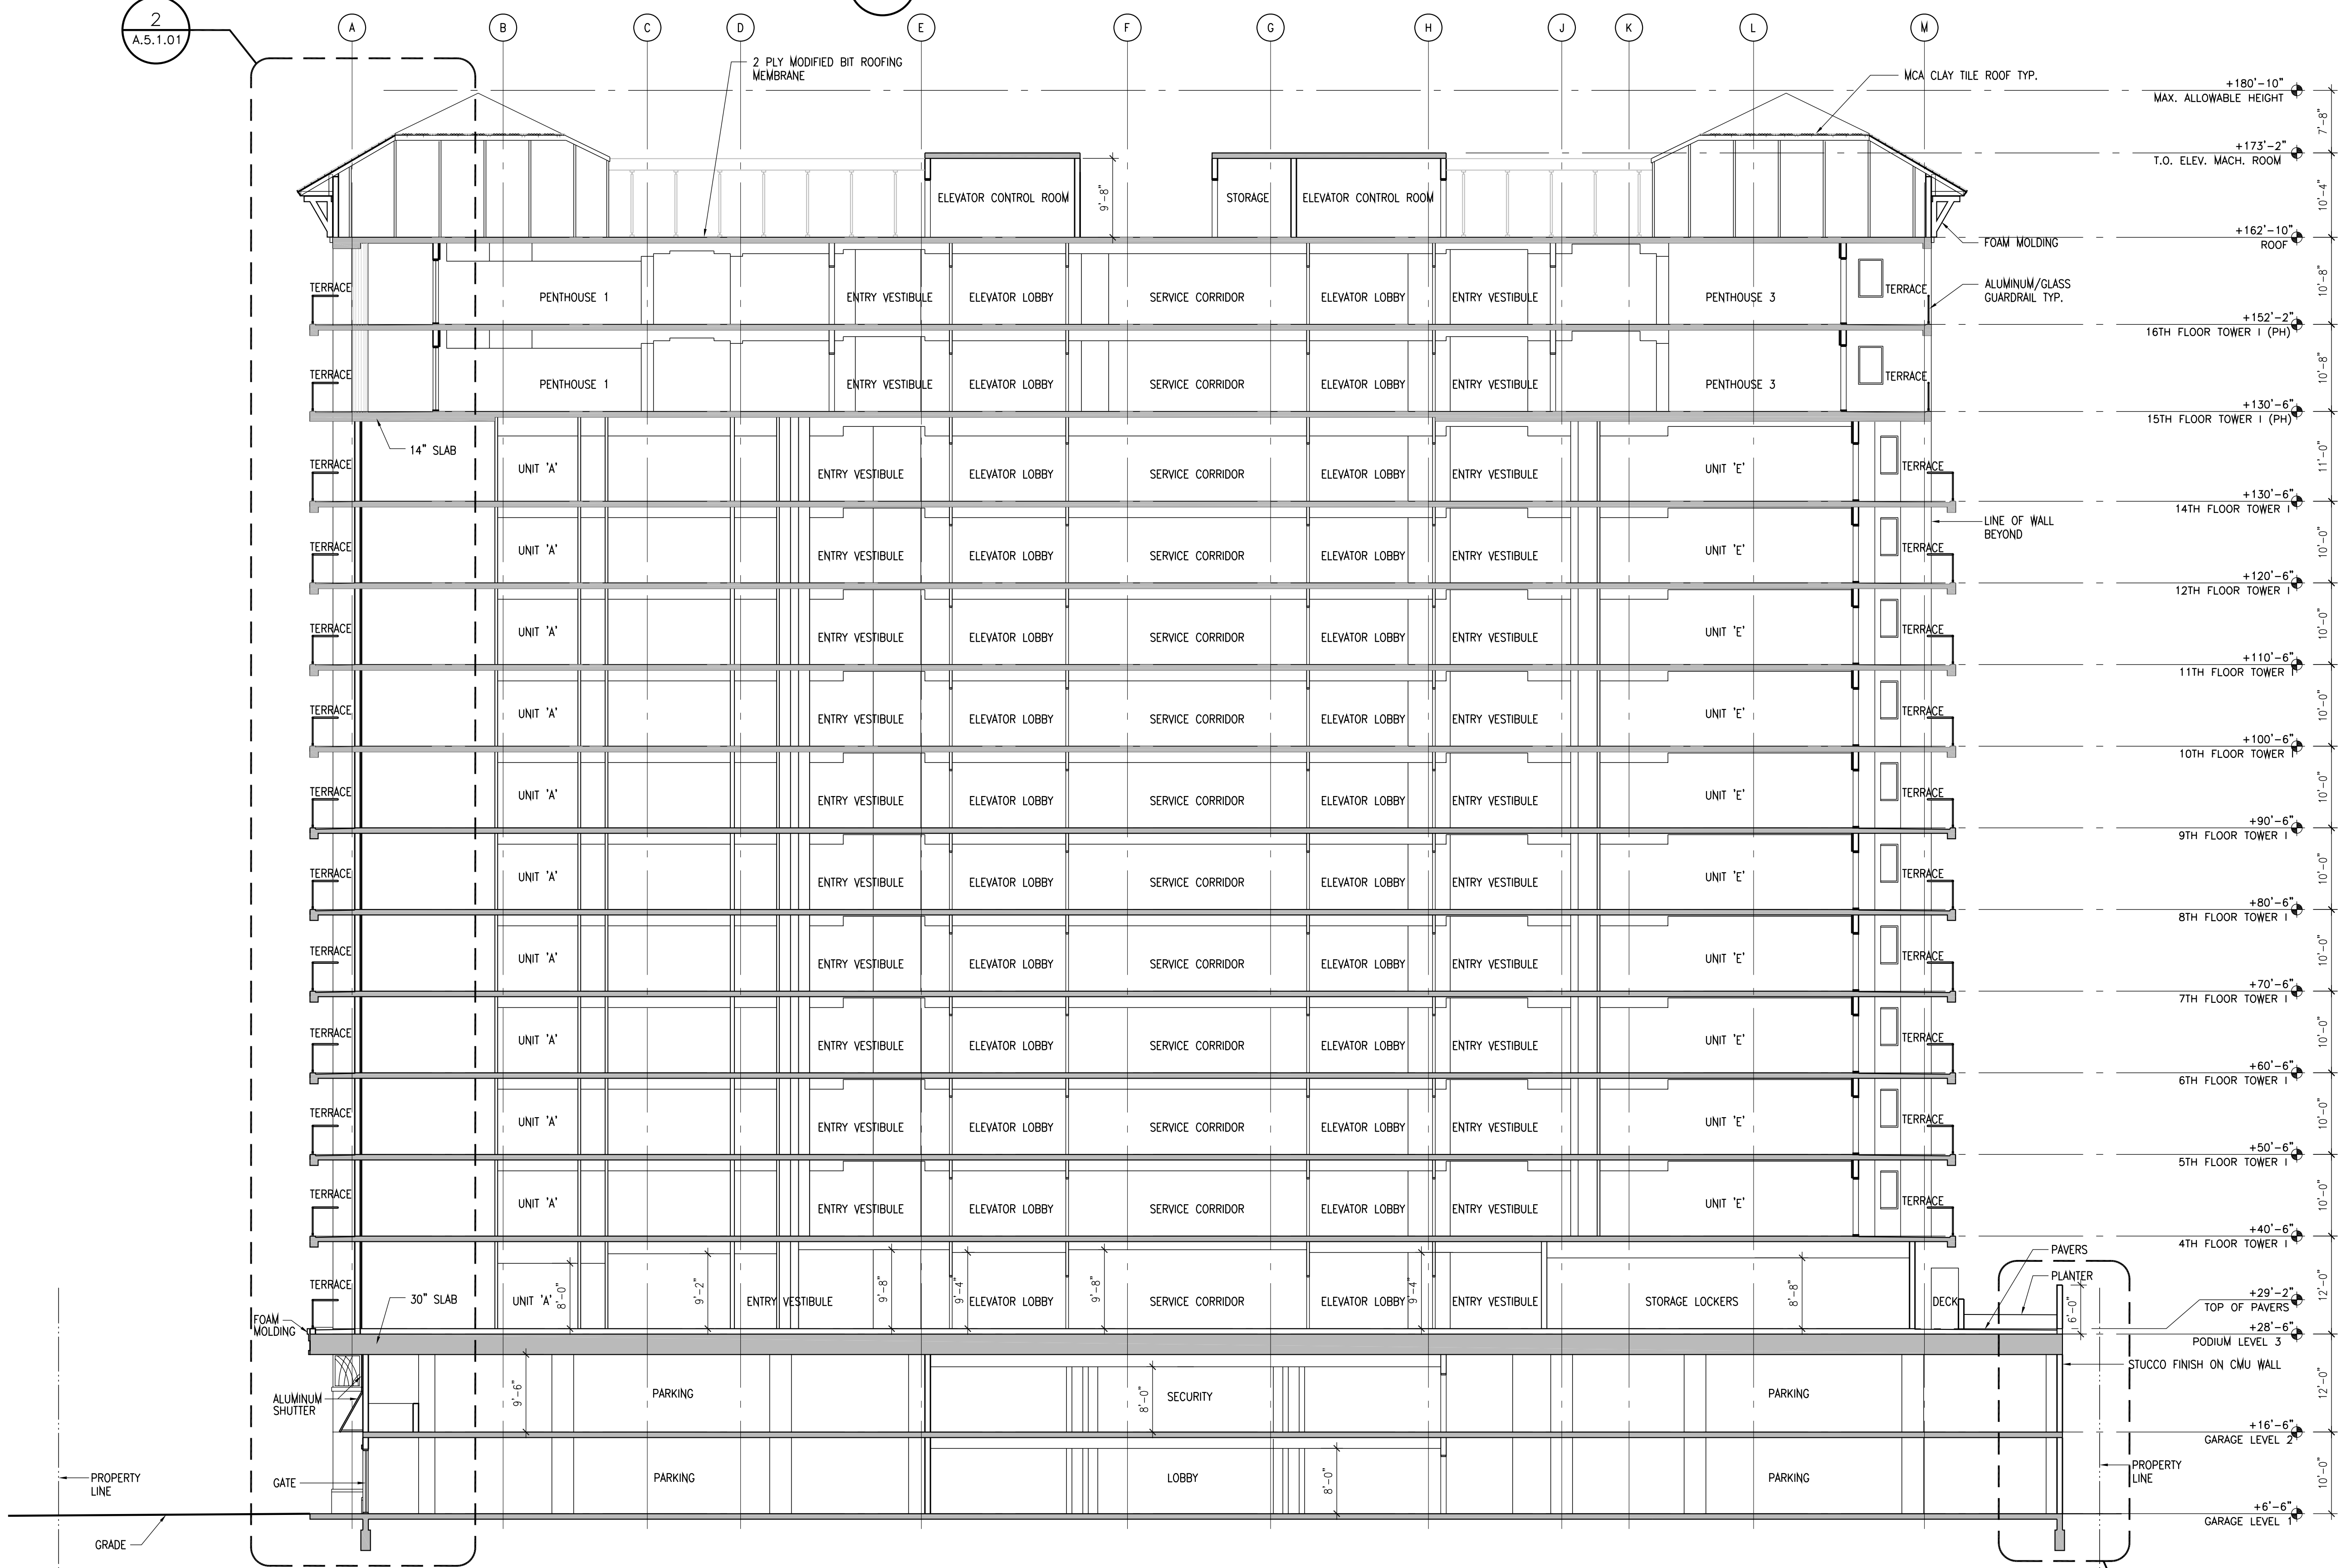 2
A.5.1.01
A
B
C
D
E
F
G
H
J
K
L
M
2 PLY MODIFIED BIT ROOFING
MEMBRANE
MCA CLAY TILE ROOF TYP.
+180'-10"
MAX. ALLOWABLE HEIGHT
7'-8"
+173'-2"
T.O. ELEV. MACH. ROOM
ELEVATOR CONTROL ROOM
9'-8"
STORAGE
ELEVATOR CONTROL ROOM
10'-4"
FOAM MOLDING
+162'-10"
ROOF
TERRACE
PENTHOUSE 1
ENTRY VESTIBULE
ELEVATOR LOBBY
SERVICE CORRIDOR
ELEVATOR LOBBY
ENTRY VESTIBULE
PENTHOUSE 3
TERRACE
ALUMINUM/GLASS
GUARDRAIL TYP.
10'-8"
+152'-2"
16TH FLOOR TOWER I (PH)
TERRACE
PENTHOUSE 1
ENTRY VESTIBULE
ELEVATOR LOBBY
SERVICE CORRIDOR
ELEVATOR LOBBY
ENTRY VESTIBULE
PENTHOUSE 3
TERRACE
10'-8"
+130'-6"
15TH FLOOR TOWER I (PH)
14" SLAB
TERRACE
UNIT 'A'
ENTRY VESTIBULE
ELEVATOR LOBBY
SERVICE CORRIDOR
ELEVATOR LOBBY
ENTRY VESTIBULE
UNIT 'E'
TERRACE
11'-0"
+130'-6"
14TH FLOOR TOWER I
LINE OF WALL
BEYOND
TERRACE
UNIT 'A'
ENTRY VESTIBULE
ELEVATOR LOBBY
SERVICE CORRIDOR
ELEVATOR LOBBY
ENTRY VESTIBULE
UNIT 'E'
TERRACE
10'-0"
+120'-6"
12TH FLOOR TOWER I
TERRACE
UNIT 'A'
ENTRY VESTIBULE
ELEVATOR LOBBY
SERVICE CORRIDOR
ELEVATOR LOBBY
ENTRY VESTIBULE
UNIT 'E'
TERRACE
10'-0"
+110'-6"
11TH FLOOR TOWER I
TERRACE
UNIT 'A'
ENTRY VESTIBULE
ELEVATOR LOBBY
SERVICE CORRIDOR
ELEVATOR LOBBY
ENTRY VESTIBULE
UNIT 'E'
TERRACE
10'-0"
+100'-6"
10TH FLOOR TOWER I
TERRACE
UNIT 'A'
ENTRY VESTIBULE
ELEVATOR LOBBY
SERVICE CORRIDOR
ELEVATOR LOBBY
ENTRY VESTIBULE
UNIT 'E'
TERRACE
10'-0"
+90'-6"
9TH FLOOR TOWER I
TERRACE
UNIT 'A'
ENTRY VESTIBULE
ELEVATOR LOBBY
SERVICE CORRIDOR
ELEVATOR LOBBY
ENTRY VESTIBULE
UNIT 'E'
TERRACE
10'-0"
+80'-6"
8TH FLOOR TOWER I
TERRACE
UNIT 'A'
ENTRY VESTIBULE
ELEVATOR LOBBY
SERVICE CORRIDOR
ELEVATOR LOBBY
ENTRY VESTIBULE
UNIT 'E'
TERRACE
10'-0"
+70'-6"
7TH FLOOR TOWER I
TERRACE
UNIT 'A'
ENTRY VESTIBULE
ELEVATOR LOBBY
SERVICE CORRIDOR
ELEVATOR LOBBY
ENTRY VESTIBULE
UNIT 'E'
TERRACE
10'-0"
+60'-6"
6TH FLOOR TOWER I
TERRACE
UNIT 'A'
ENTRY VESTIBULE
ELEVATOR LOBBY
SERVICE CORRIDOR
ELEVATOR LOBBY
ENTRY VESTIBULE
UNIT 'E'
TERRACE
10'-0"
+50'-6"
5TH FLOOR TOWER I
TERRACE
UNIT 'A'
ENTRY VESTIBULE
ELEVATOR LOBBY
SERVICE CORRIDOR
ELEVATOR LOBBY
ENTRY VESTIBULE
UNIT 'E'
TERRACE
10'-0"
+40'-6"
4TH FLOOR TOWER I
PAVERS
PLANTER
TERRACE
30" SLAB
UNIT 'A'
8'-0"
9'-2"
ENTRY VESTIBULE
9'-8"
9'-4"
ELEVATOR LOBBY
9'-8"
SERVICE CORRIDOR
ELEVATOR LOBBY
9'-4"
ENTRY VESTIBULE
STORAGE LOCKERS
8'-8"
DECK
6'-0"
12'-0"
+29'-2"
TOP OF PAVERS
FOAM
MOLDING
+28'-6"
PODIUM LEVEL 3
STUCCO FINISH ON CMU WALL
ALUMINUM
SHUTTER
9'-6"
PARKING
8'-0"
SECURITY
PARKING
12'-0"
+16'-6"
GARAGE LEVEL 2
PROPERTY
LINE
GATE
PARKING
LOBBY
8'-0"
PARKING
PROPERTY
LINE
10'-0"
+6'-6"
GARAGE LEVEL 1
GRADE